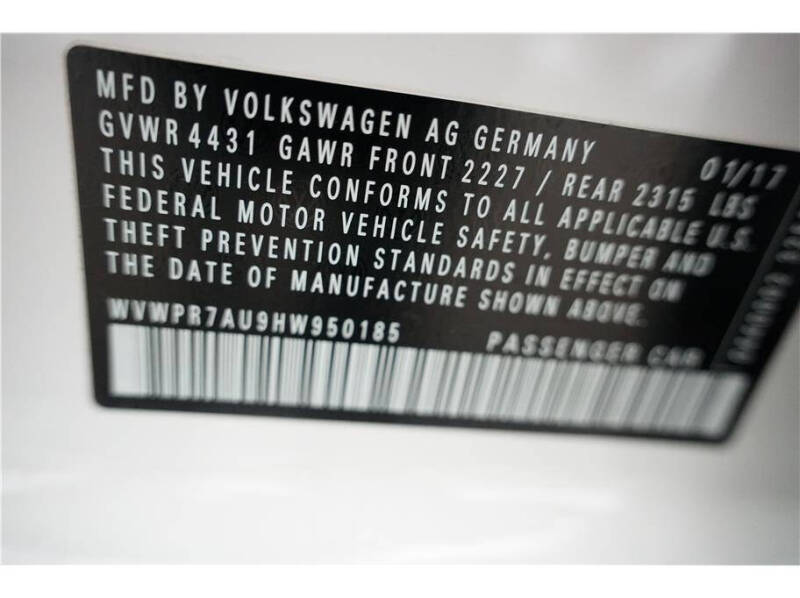 MFD BY VOLKSWAGEN AG GERMANY 01/17
GVWR 4431 GAWR FRONT 2227 / REAR 2315 LBS
THIS VEHICLE CONFORMS TO ALL APPLICABLE U.S.
FEDERAL MOTOR VEHICLE SAFETY, BUMPER AND
THEFT PREVENTION STANDARDS IN EFFECT ON
THE DATE OF MANUFACTURE SHOWN ABOVE.
WVWPR7AU9HW950185 PASSENGER CAR